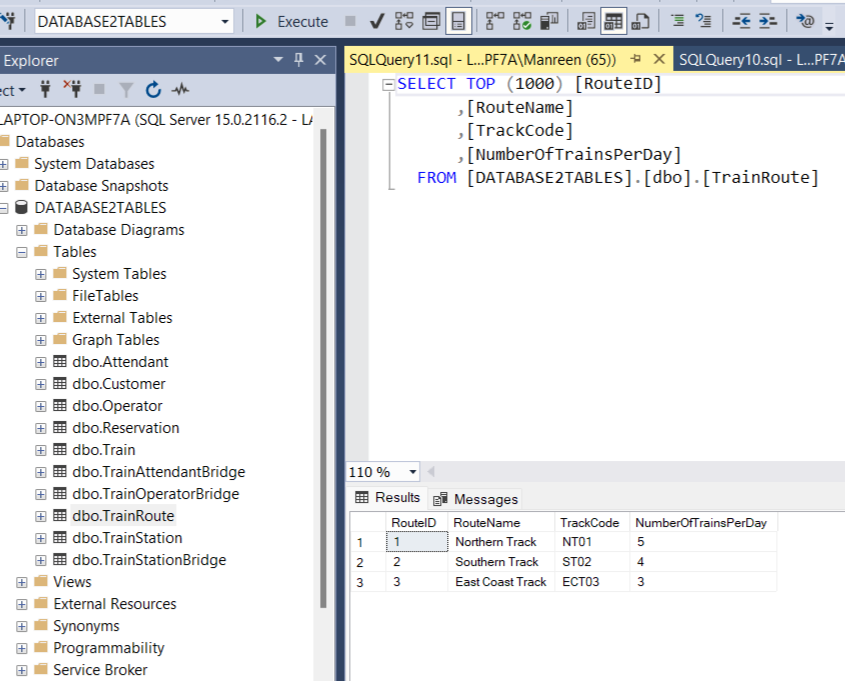 DATABASE2TABLES
Execute
Explorer
ect
LAPTOP-ON3MPF7A (SQL Server 15.0.2116.2 - LA
Databases
System Databases
Database Snapshots
DATABASE2TABLES
Database Diagrams
Tables
System Tables
FileTables
External Tables
Graph Tables
dbo.Attendant
dbo.Customer
dbo.Operator
dbo.Reservation
dbo.Train
dbo.TrainAttendantBridge
dbo.TrainOperatorBridge
dbo.TrainRoute
dbo.TrainStation
dbo.TrainStationBridge
Views
External Resources
Synonyms
Programmability
Service Broker
SQLQuery11.sql - L...PF7A\Manreen (65))
SQLQuery10.sql - L...PF7A
SELECT TOP (1000) [RouteID]
,[RouteName]
,[TrackCode]
,[NumberOfTrainsPerDay]
FROM [DATABASE2TABLES].[dbo].[TrainRoute]
110 %
Results Messages
RouteID RouteName TrackCode NumberOfTrainsPerDay
1 1 Northern Track NT01 5
2 2 Southern Track ST02 4
3 3 East Coast Track ECT03 3